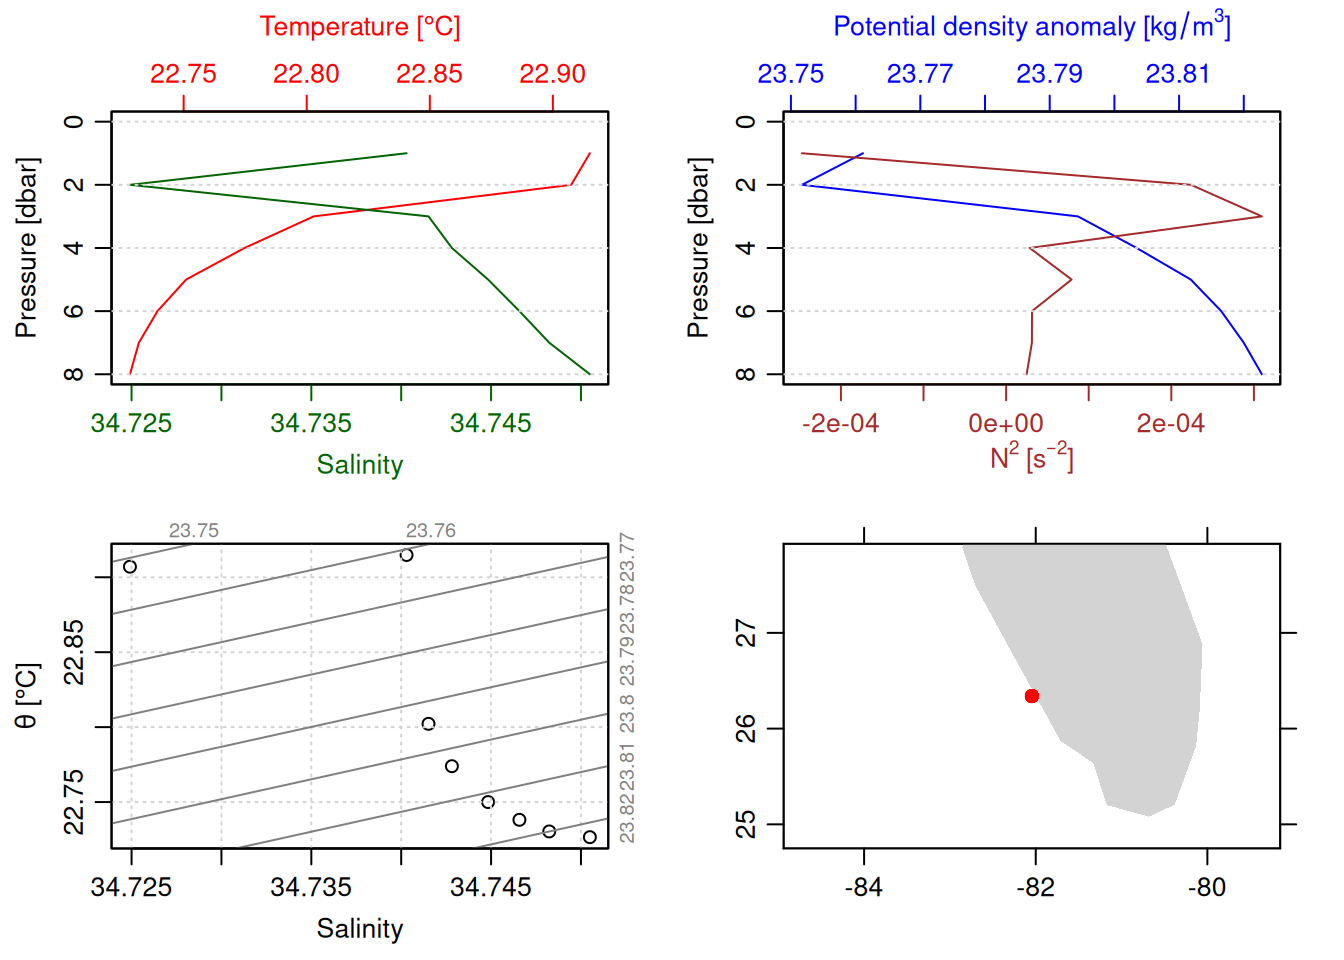 Temperature [°C]
22.75 22.80 22.85 22.90
Pressure [dbar]
0
2
4
6
8
34.725 34.735 34.745
Salinity
Potential density anomaly [kg/m³]
23.75 23.77 23.79 23.81
Pressure [dbar]
0
2
4
6
8
-2e-04 0e+00 2e-04
N² [s⁻²]
23.75 23.76
θ [°C]
22.85
22.75
23.77
23.78
23.79
23.8
23.81
23.82
34.725 34.735 34.745
Salinity
27
26
25
-84 -82 -80